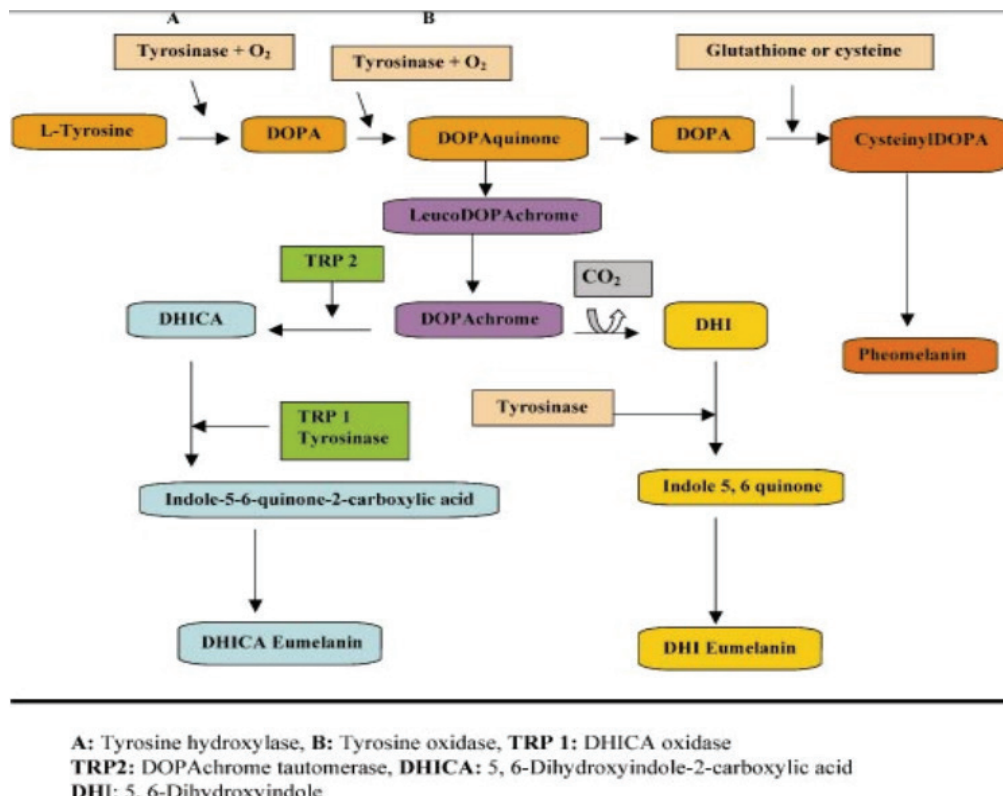 A
B
Tyrosinase + O₂
Tyrosinase + O₂
Glutathione or cysteine
L-Tyrosine
DOPA
DOPAquinone
DOPA
CysteinylDOPA
LeucoDOPAchrome
TRP 2
CO₂
DHICA
DOPAchrome
DHI
Pheomelanin
Tyrosinase
TRP 1
Tyrosinase
Indole-5-6-quinone-2-carboxylic acid
Indole 5, 6 quinone
DHICA Eumelanin
DHI Eumelanin
A: Tyrosine hydroxylase, B: Tyrosine oxidase, TRP 1: DHICA oxidase
TRP2: DOPAchrome tautomerase, DHICA: 5, 6-Dihydroxyindole-2-carboxylic acid
DHI: 5, 6-Dihydroxyindole